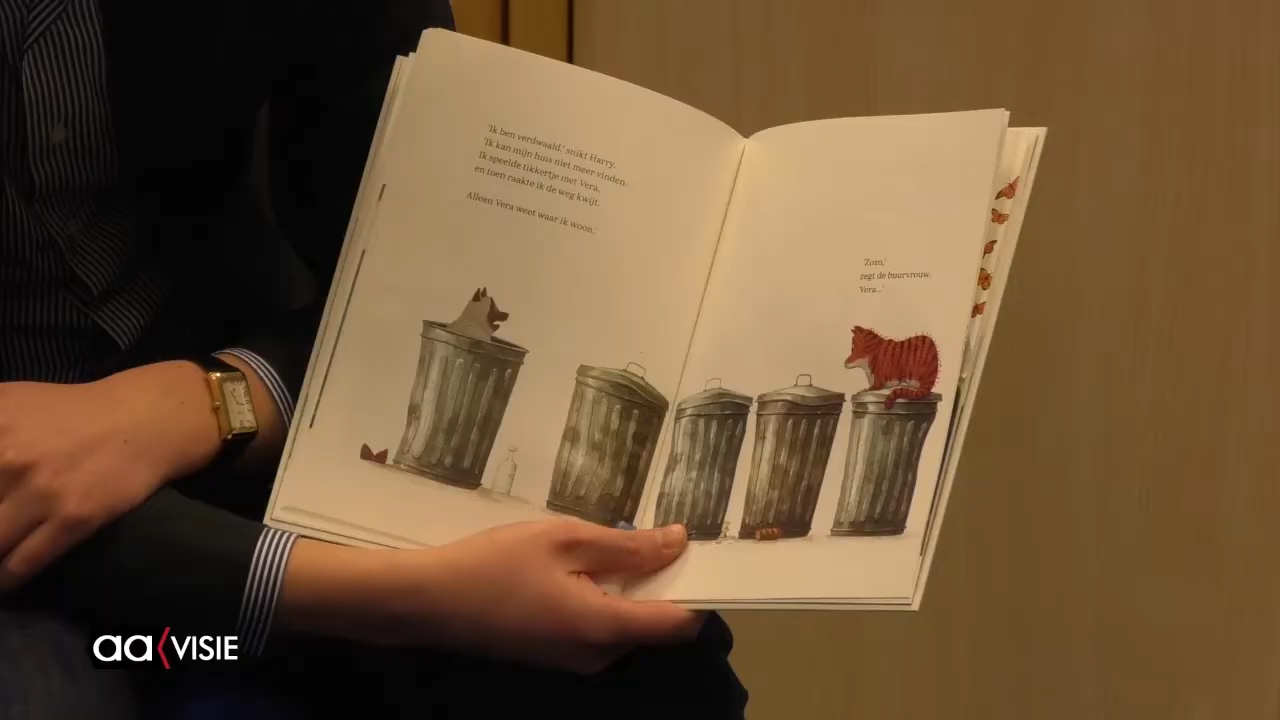 'Ik ben verdwaald,' snikt Harry.
'Ik kan mijn huis niet meer vinden.
Ik speelde tikkertje met Vera,
en toen raakte ik de weg kwijt.
Alleen Vera weet waar ik woon.'
'Zozo,'
zegt de buurvrouw.
'Vera...'
aa VISIE